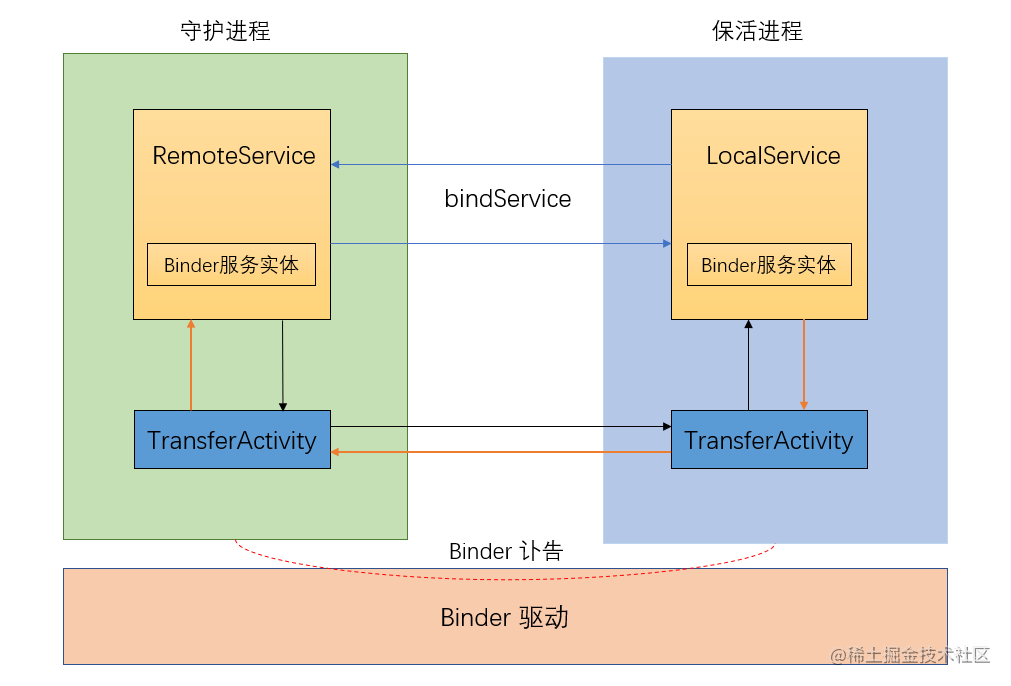 守护进程
保活进程
RemoteService
LocalService
bindService
Binder服务实体
Binder服务实体
TransferActivity
TransferActivity
Binder 讣告
Binder 驱动
@稀土掘金技术社区